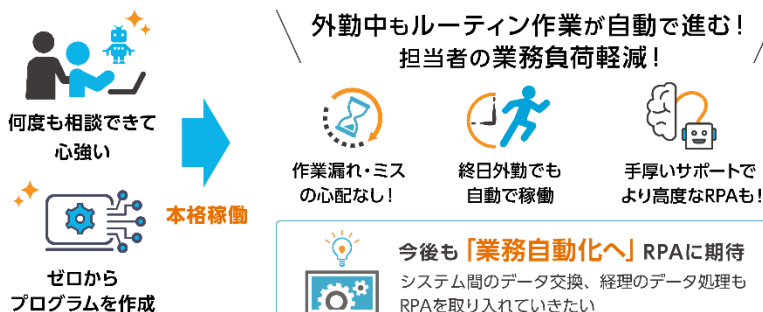 何度も相談できて
心強い
ゼロから
プログラムを作成
本格稼働
外勤中もルーティン作業が自動で進む!
担当者の業務負荷軽減!
作業漏れ・ミス
の心配なし!
終日外勤でも
自動で稼働
手厚いサポートで
より高度なRPAも!
今後も「業務自動化へ」RPAに期待
システム間のデータ交換、経理のデータ処理も
RPAを取り入れていきたい